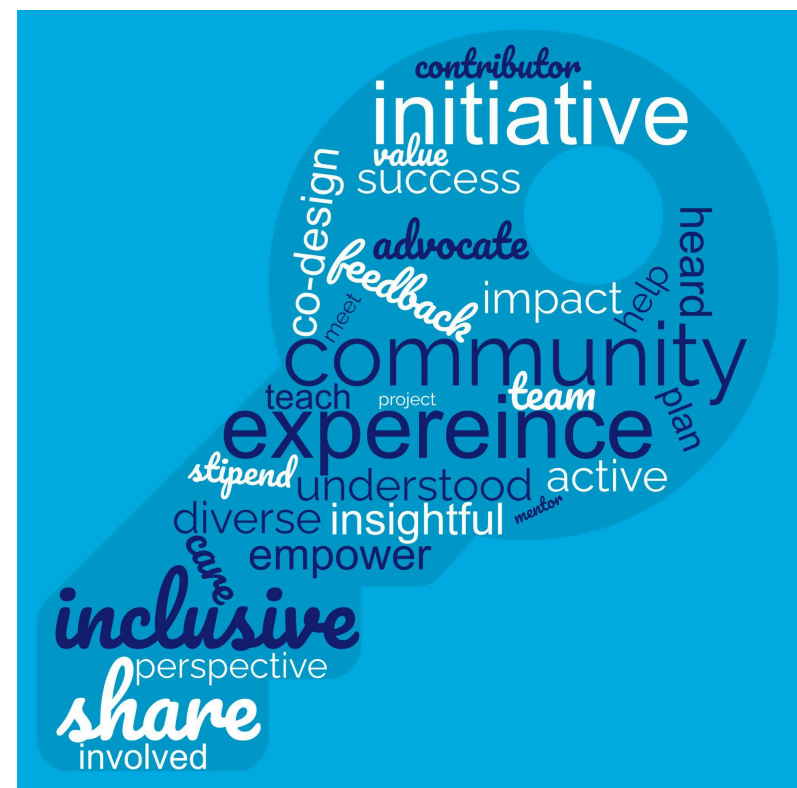 contributor
initiative
value
success
co-design
advocate
feedback
heard
impact
help
meet
community
teach
project
team
plan
expereince
stipend
understood
active
diverse
insightful
mentor
care
empower
inclusive
perspective
share
involved